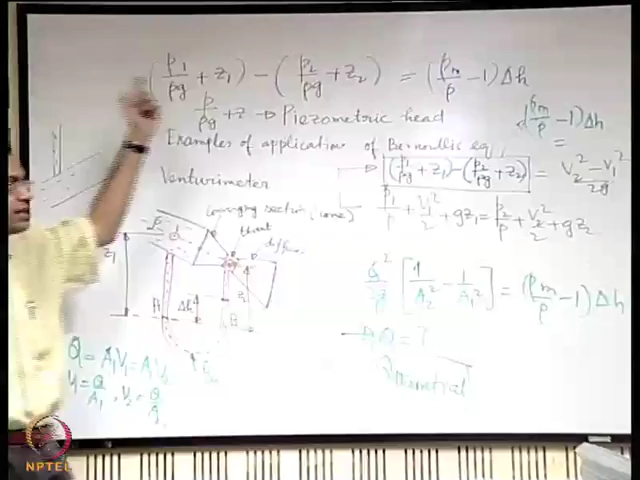 (p₁/ρg + z₁) − (p₂/ρg + z₂) = (ρₘ/ρ − 1)Δh
p/ρg + z → Piezometric head
(ρₘ/ρ − 1)Δh
=
Examples of application of Bernoulli's eq.
Venturimeter
(p₁/ρg + z₁) − (p₂/ρg + z₂) = V₂² − V₁² / 2g
converging section (cone)
throat
p₁/ρ + V₁²/2 + gz₁ = p₂/ρ + V₂²/2 + gz₂
z₁
Q²/2g [1/A₂² − 1/A₁²] = (ρₘ/ρ − 1)Δh
A
Δh
B
Q = ?
Q = A₁V₁ = A₂V₂
V₁ = Q/A₁, V₂ = Q/
NPTEL